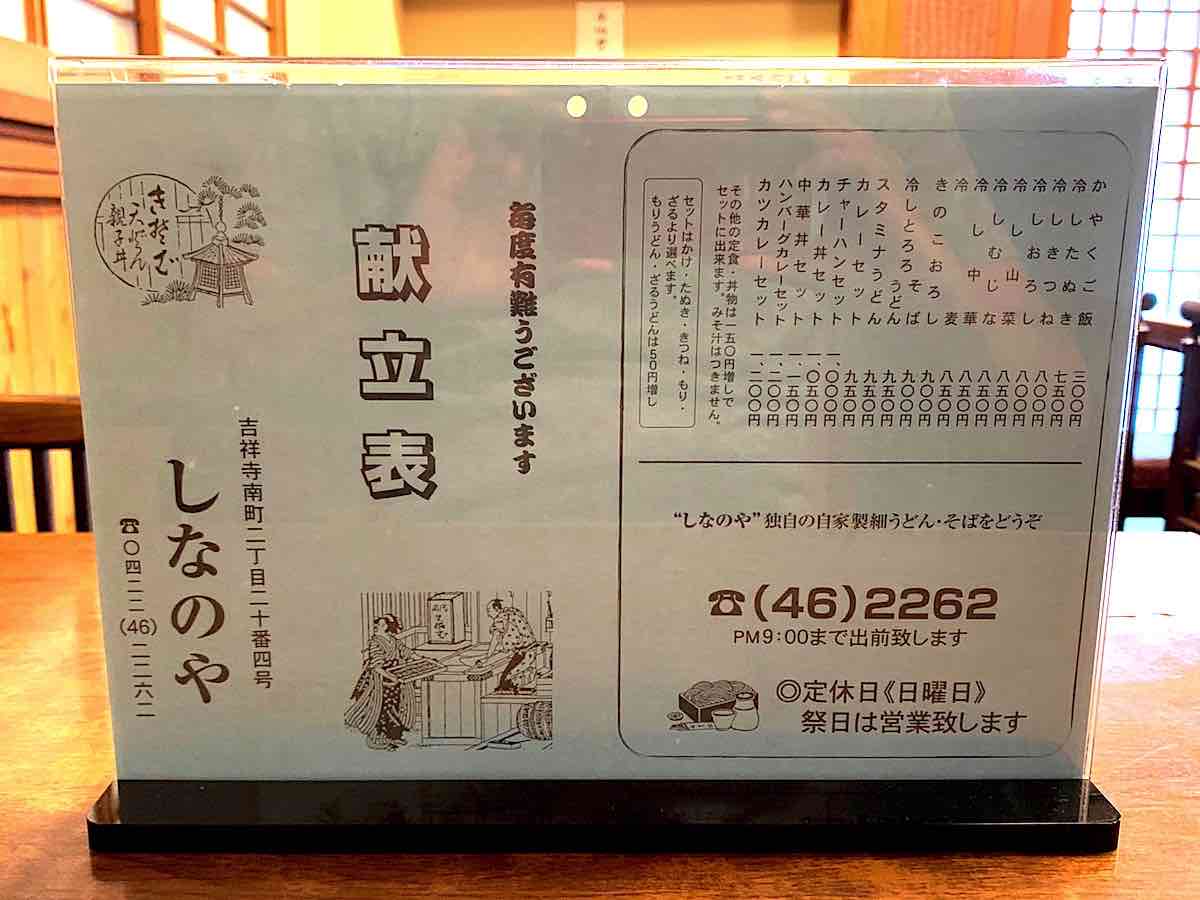 きそば
天どん
親子丼
吉祥寺南町二丁目二十番四号
しなのや
☎〇四二二(46)二二六二
献立表
毎度有難うございます
かやくご飯 三〇〇円
冷したぬき 七五〇円
冷しきつね 八〇〇円
冷しおろし 八〇〇円
冷し山菜 八五〇円
冷しむじな 八五〇円
冷し中華 八五〇円
冷麦 九〇〇円
きのこおろし 九〇〇円
冷しとろろうどんそば 九五〇円
スタミナうどん 九五〇円
カレーセット 九五〇円
チャーハンセット 一、〇〇〇円
カレー丼セット 一、〇五〇円
中華丼セット 一、一五〇円
ハンバーグカレーセット 一、二〇〇円
カツカレーセット 一、二〇〇円
その他の定食・丼物は一五〇円増しで
セットに出来ます。みそ汁はつきません。
セットはかけ・たぬき・きつね・もり・
ざるより選べます。
もりうどん・ざるうどんは50円増し
“しなのや”独自の自家製細うどん・そばをどうぞ
☎(46)2262
PM9:00まで出前致します
◎定休日《日曜日》
祭日は営業致します